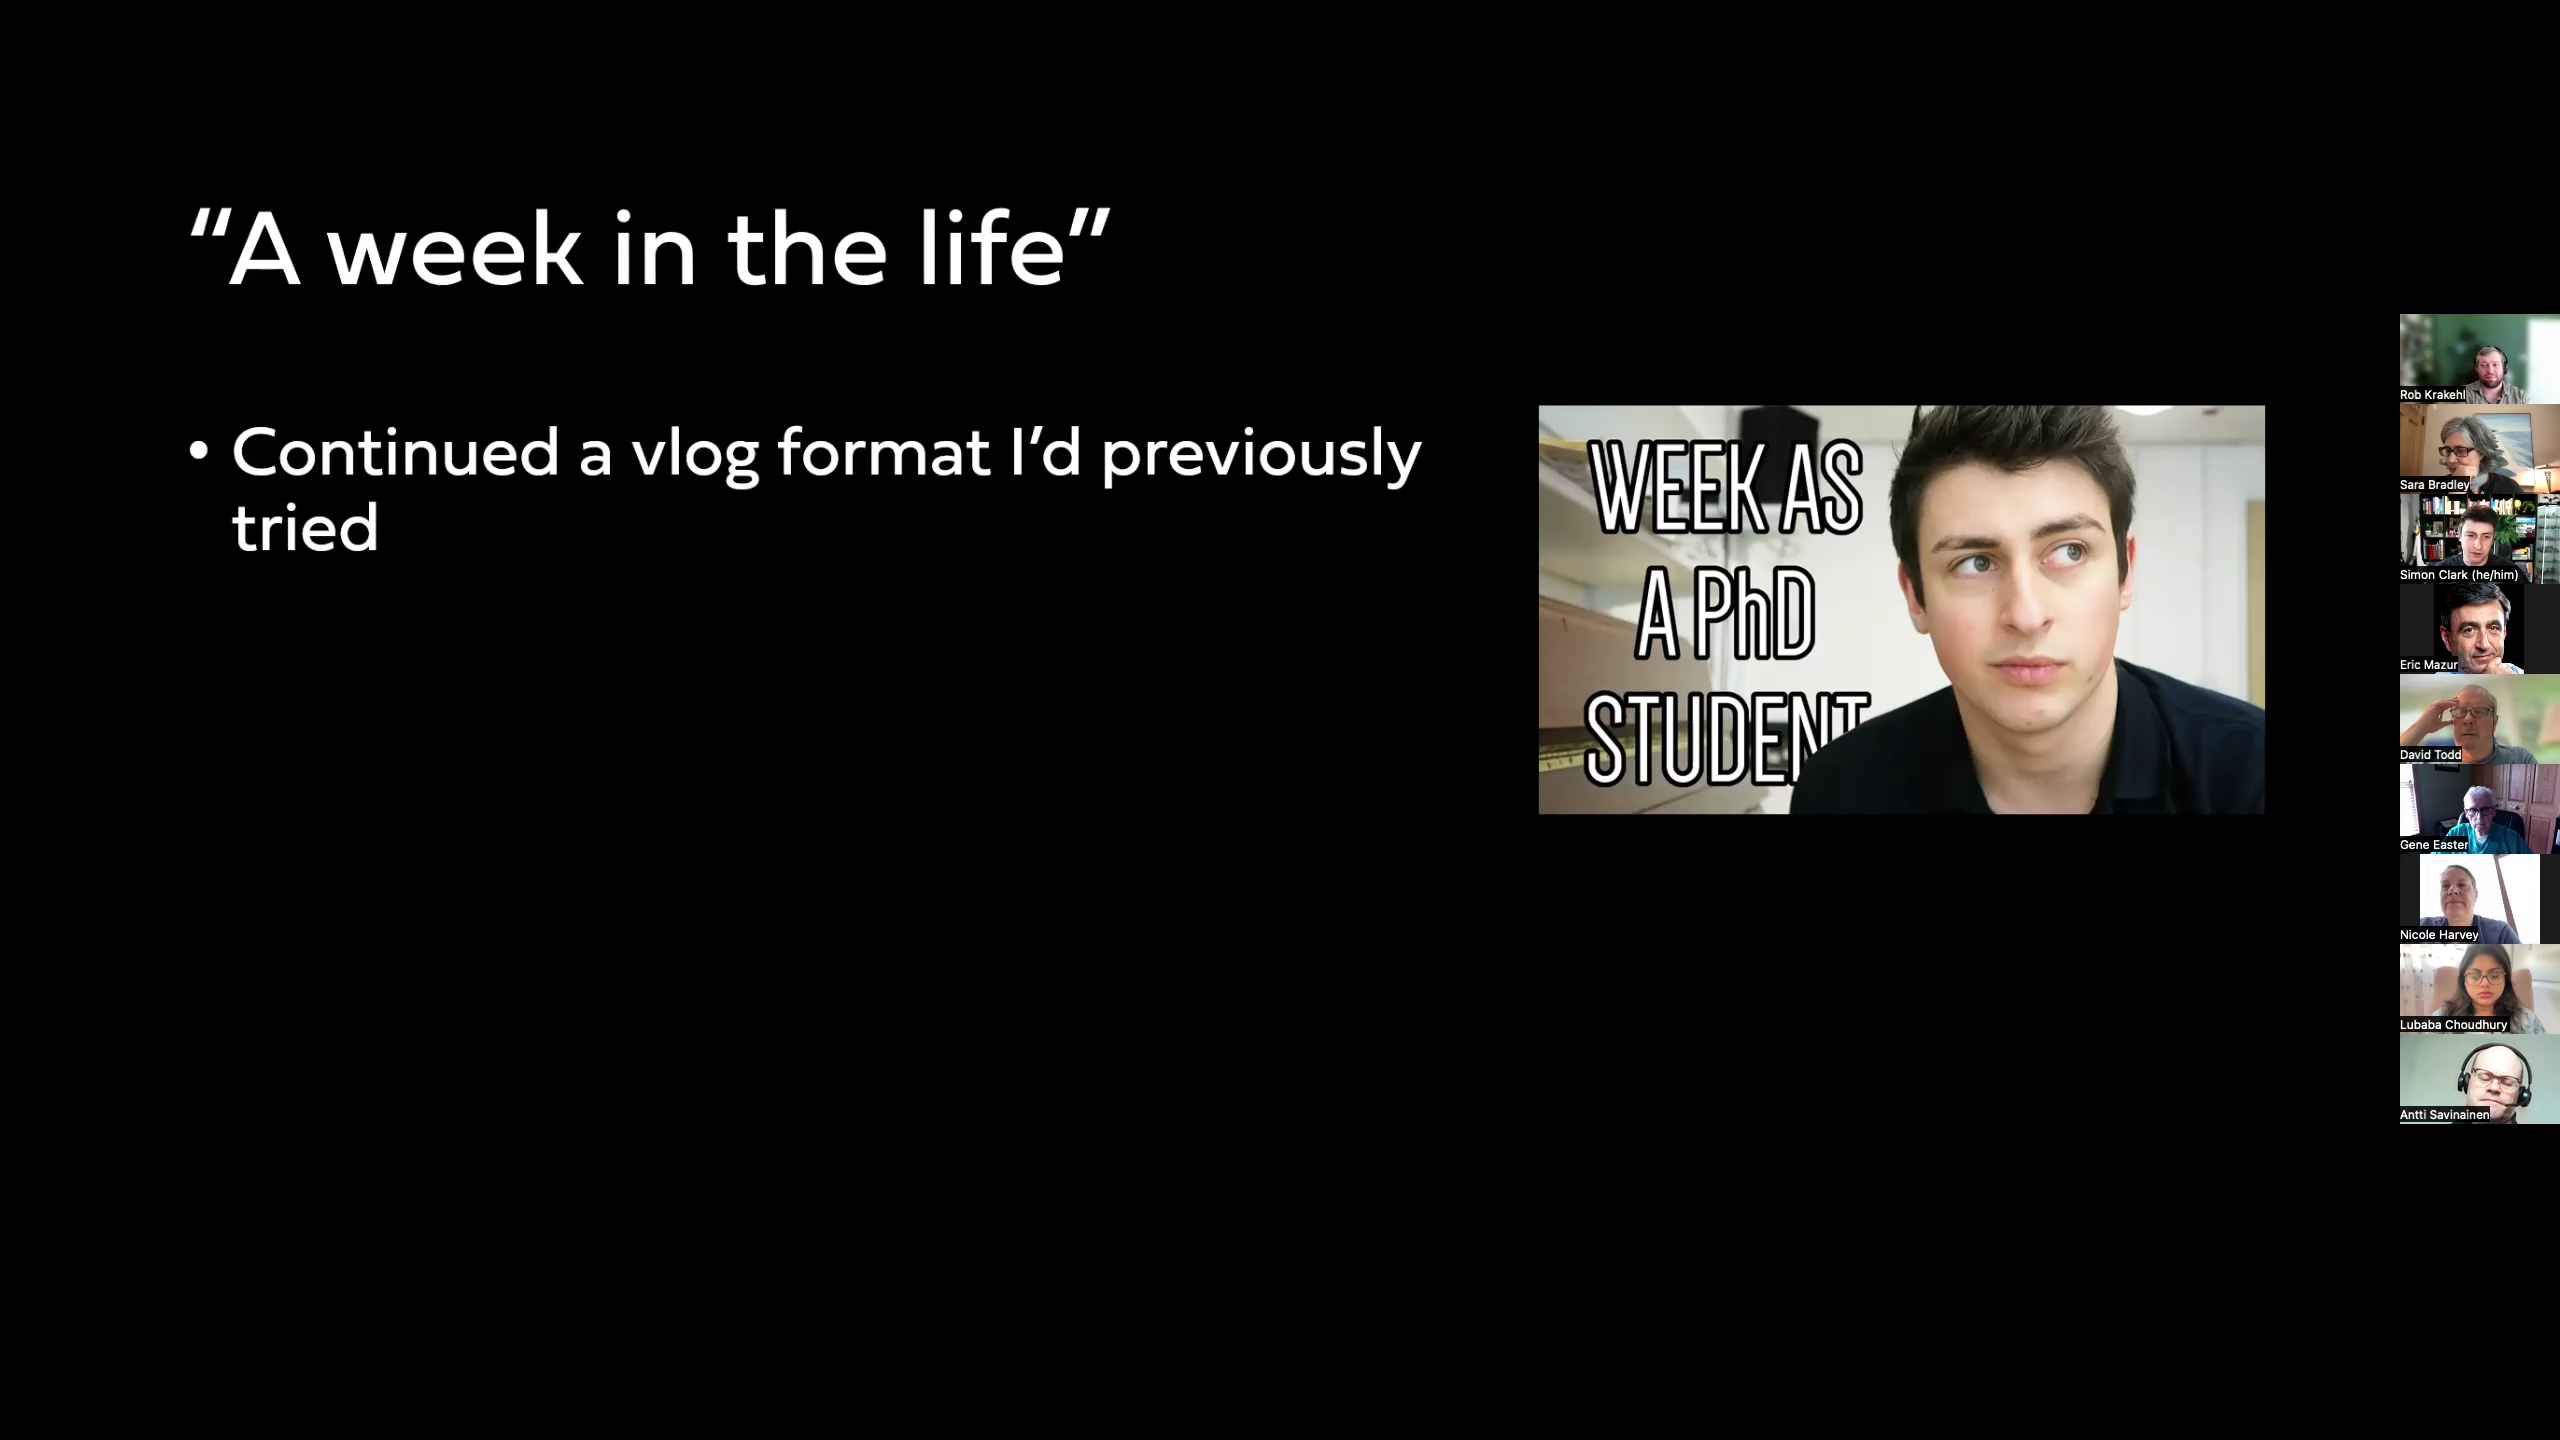 “A week in the life”
• Continued a vlog format I’d previously
tried
WEEK AS
A PhD
STUDENT
Rob Krakehl
Sara Bradley
Simon Clark (he/him)
Eric Mazur
David Todd
Gene Easter
Nicole Harvey
Lubaba Choudhury
Antti Savinainen